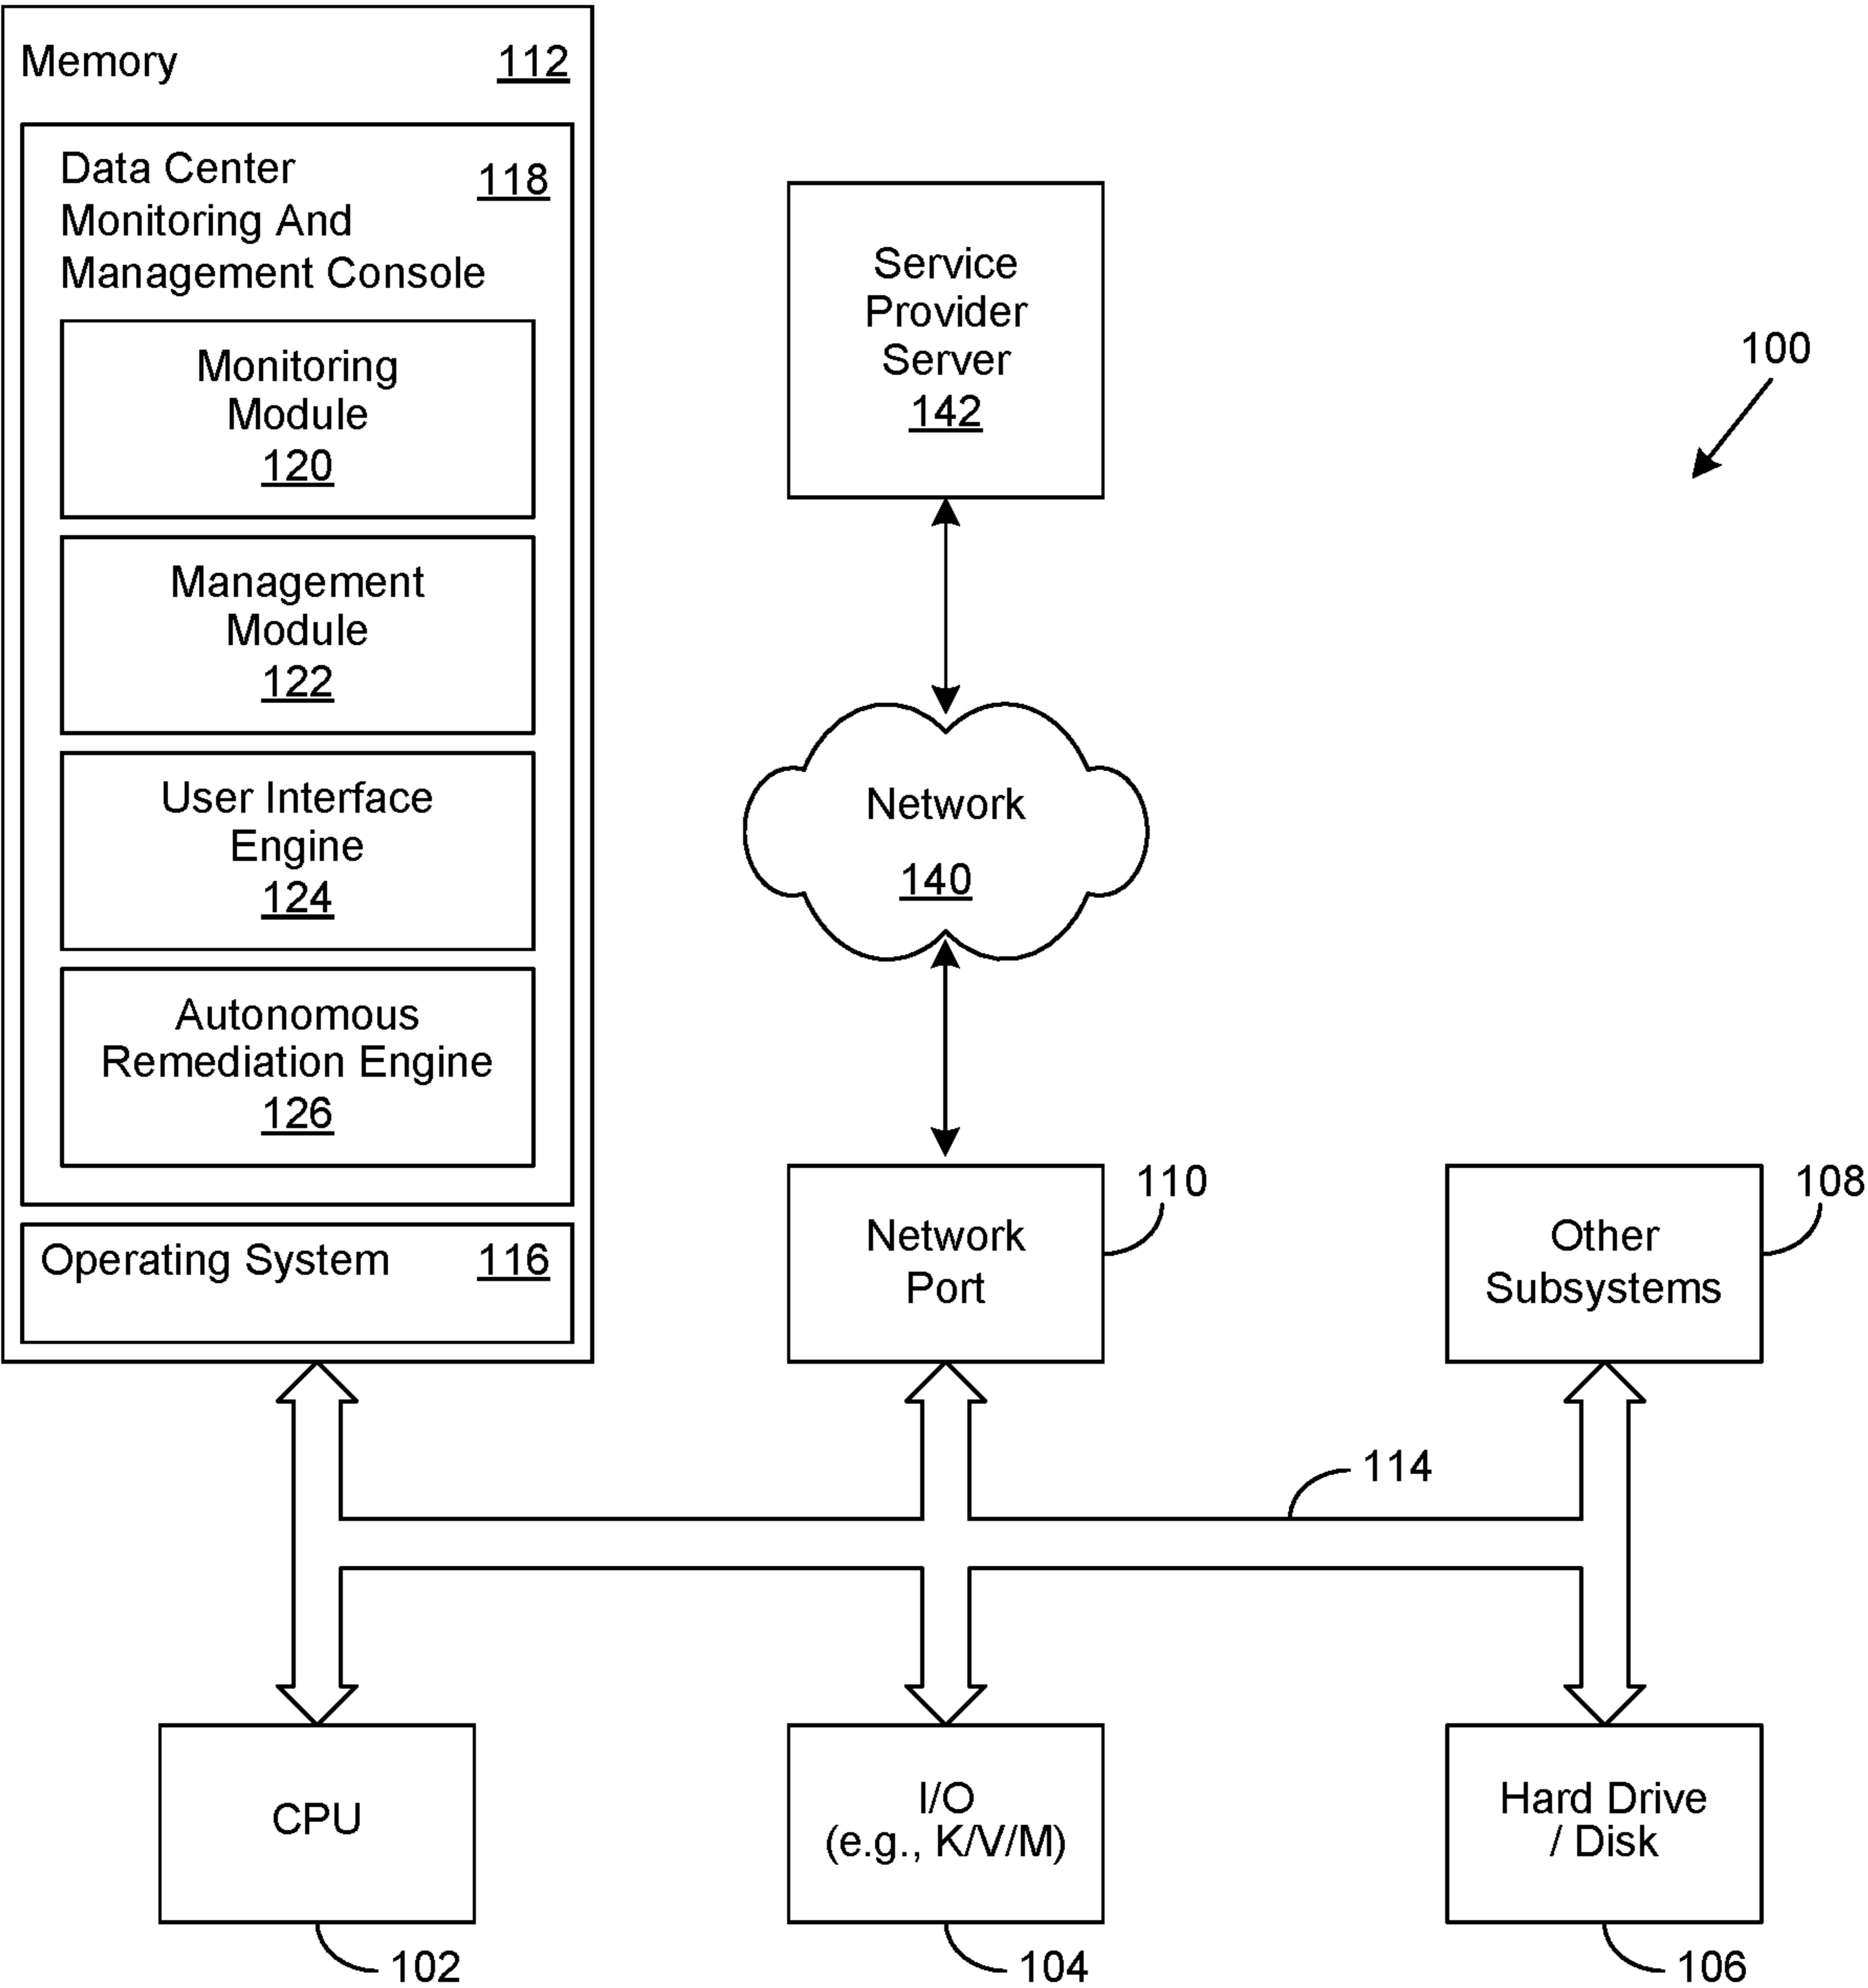 Memory 112
Data Center 118
Monitoring And
Management Console
Monitoring
Module
120
Management
Module
122
User Interface
Engine
124
Autonomous
Remediation Engine
126
Operating System 116
Service
Provider
Server
142
100
Network
140
Network
Port
110
Other
Subsystems
108
114
CPU
102
I/O
(e.g., K/V/M)
104
Hard Drive
/ Disk
106